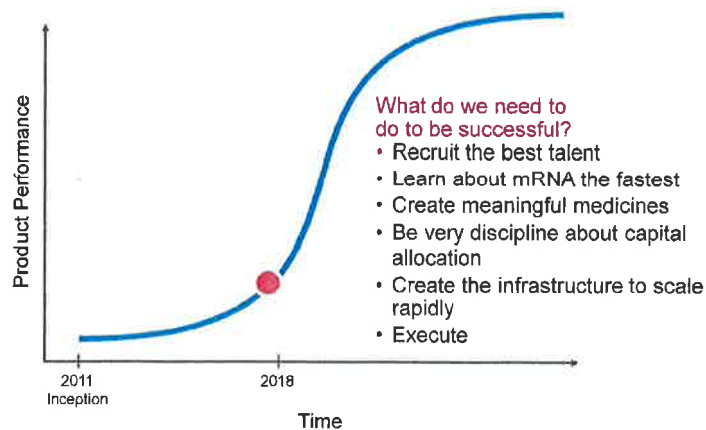 Product Performance
What do we need to
do to be successful?
• Recruit the best talent
• Learn about mRNA the fastest
• Create meaningful medicines
• Be very discipline about capital
allocation
• Create the infrastructure to scale
rapidly
• Execute
2011
Inception
2018
Time